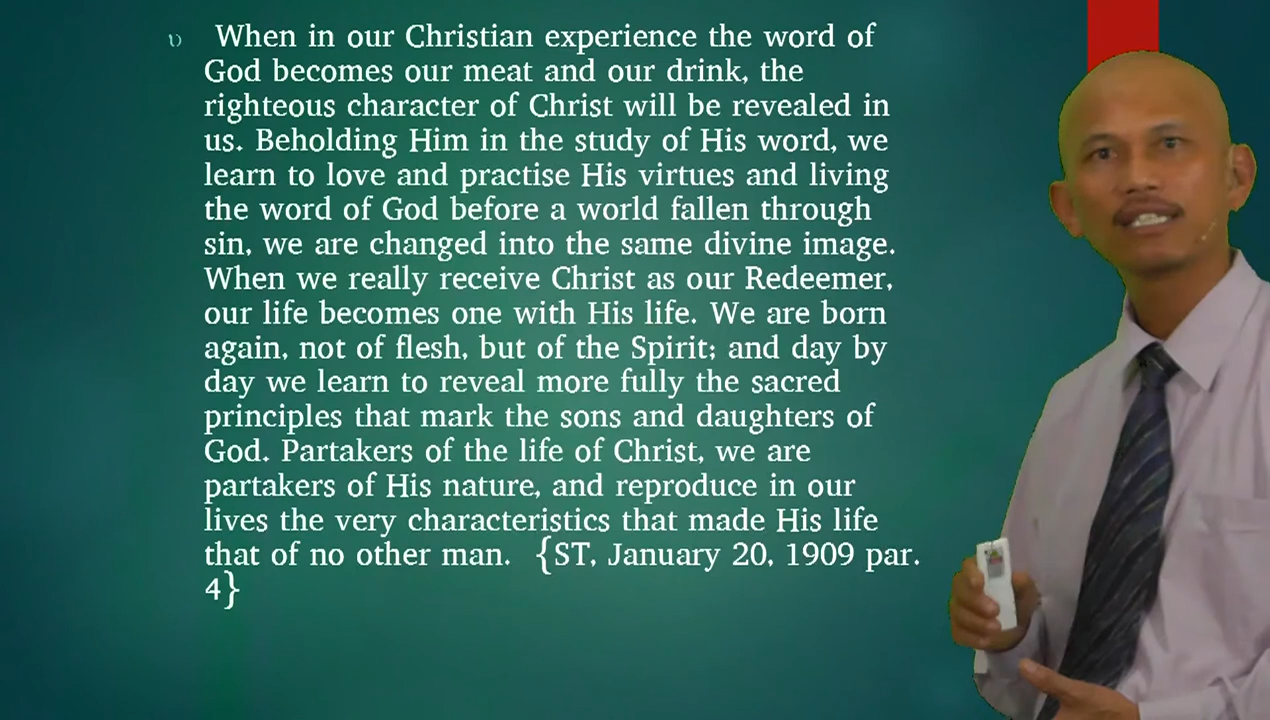 When in our Christian experience the word of
God becomes our meat and our drink, the
righteous character of Christ will be revealed in
us. Beholding Him in the study of His word, we
learn to love and practise His virtues and living
the word of God before a world fallen through
sin, we are changed into the same divine image.
When we really receive Christ as our Redeemer,
our life becomes one with His life. We are born
again, not of flesh, but of the Spirit; and day by
day we learn to reveal more fully the sacred
principles that mark the sons and daughters of
God. Partakers of the life of Christ, we are
partakers of His nature, and reproduce in our
lives the very characteristics that made His life
that of no other man. {ST, January 20, 1909 par.
4}